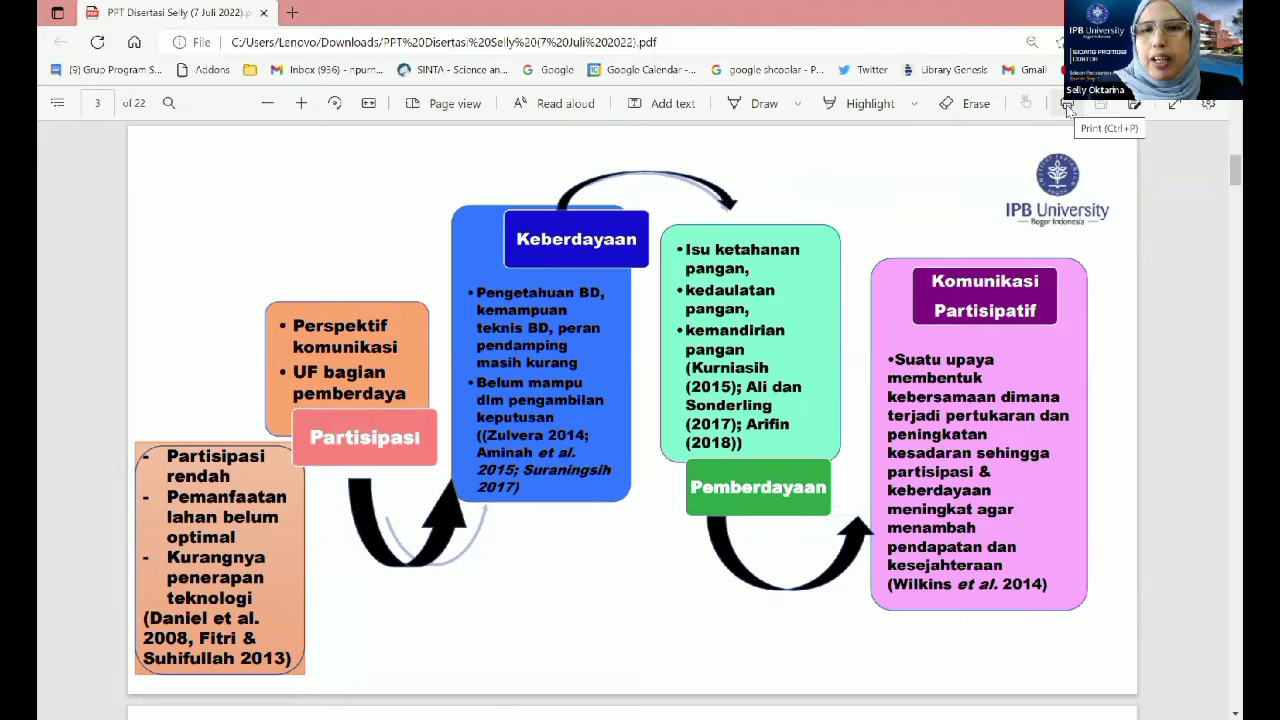 PPT Disertasi Selly (7 Juli 2022).p
File
C:/Users/Lenovo/Downloads/PPT%20Disertasi%20Selly%20(7%20Juli%202022).pdf
(9) Grup Program S...
Addons
Inbox (956) - npur...
SINTA - Science an...
Google
Google Calendar -...
google shcoolar
Twitter
Library Genesis
Gmail
3
of 22
Page view
Read aloud
Add text
Draw
Highlight
Erase
Print (Ctrl+P)
IPB University
Bogor Indonesia
SIDANG PROMOSI
DOKTOR
Selly Oktarina
IPB University
Bogor Indonesia
Partisipasi
rendah
Pemanfaatan
lahan belum
optimal
Kurangnya
penerapan
teknologi
(Daniel et al.
2008, Fitri &
Suhifullah 2013)
Perspektif
komunikasi
UF bagian
pemberdaya
Partisipasi
Keberdayaan
Pengetahuan BD,
kemampuan
teknis BD, peran
pendamping
masih kurang
Belum mampu
dlm pengambilan
keputusan
((Zulvera 2014;
Aminah et al.
2015; Suraningsih
2017)
Isu ketahanan
pangan,
kedaulatan
pangan,
kemandirian
pangan
(Kurniasih
(2015); Ali dan
Sonderling
(2017); Arifin
(2018))
Pemberdayaan
Komunikasi
Partisipatif
Suatu upaya
membentuk
kebersamaan dimana
terjadi pertukaran dan
peningkatan
kesadaran sehingga
partisipasi &
keberdayaan
meningkat agar
menambah
pendapatan dan
kesejahteraan
(Wilkins et al. 2014)